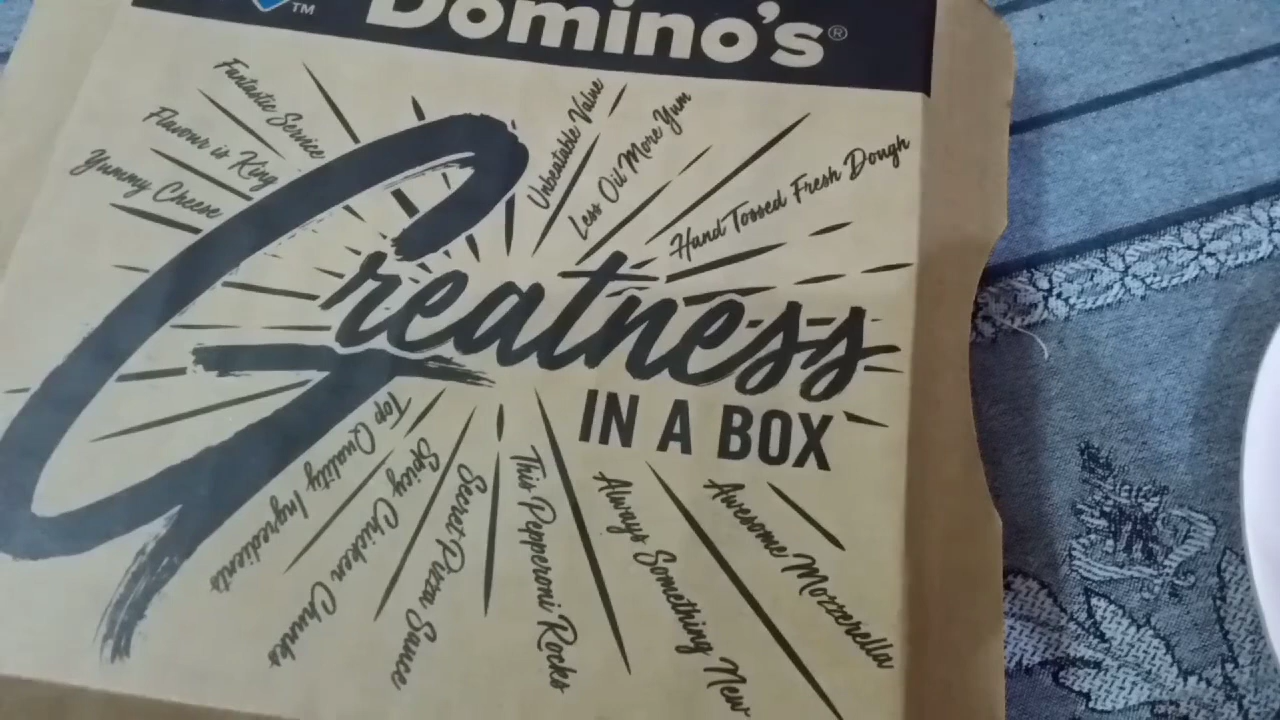 Domino's®
TM
Fantastic Service
Flavour is King
Yummy Cheese
Unbeatable Value
Less Oil More Yum
Hand Tossed Fresh Dough
Greatness
IN A BOX
Top Quality Ingredients
Spicy Chicken Chunks
Secret Pizza Sauce
This Pepperoni Rocks
Always Something New
Awesome Mozzerella